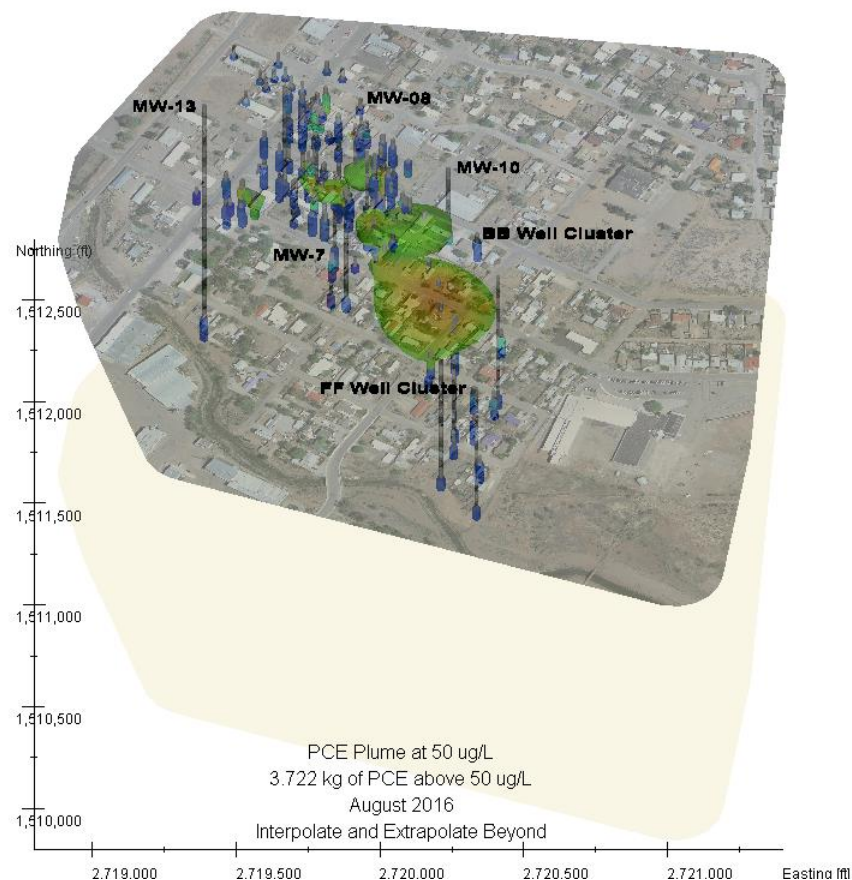 MW-08
MW-13
MW-10
BB Well Cluster
Northing (ft)
MW-7
1,512,500
FF Well Cluster
1,512,000
1,511,500
1,511,000
1,510,500
PCE Plume at 50 ug/L
3.722 kg of PCE above 50 ug/L
August 2016
1,510,000
Interpolate and Extrapolate Beyond
2,719,000 2,719,500 2,720,000 2,720,500 2,721,000 Easting [ft]